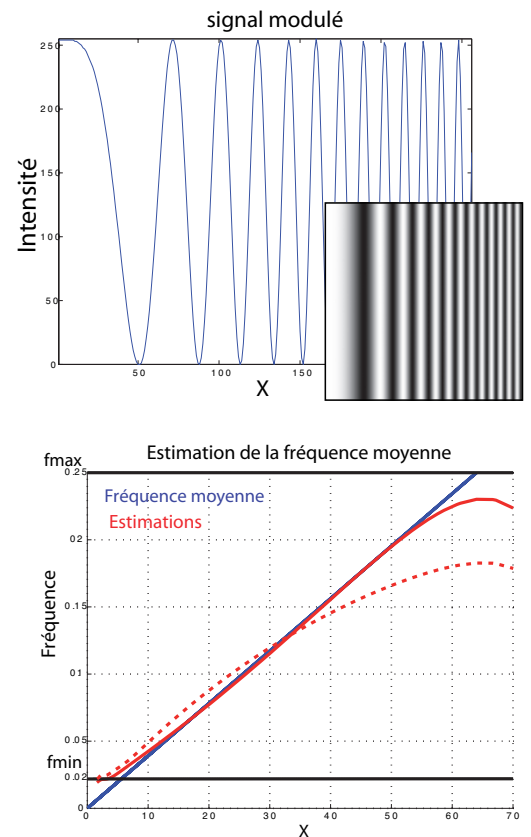 signal modulé
250
200
150
100
50
0
Intensité
50 100 150
X
Estimation de la fréquence moyenne
fmax
0.25
Fréquence moyenne
Estimations
0.2
0.15
0.1
0.05
fmin
0.02
0
Fréquence
0 10 20 30 40 50 60 70
X